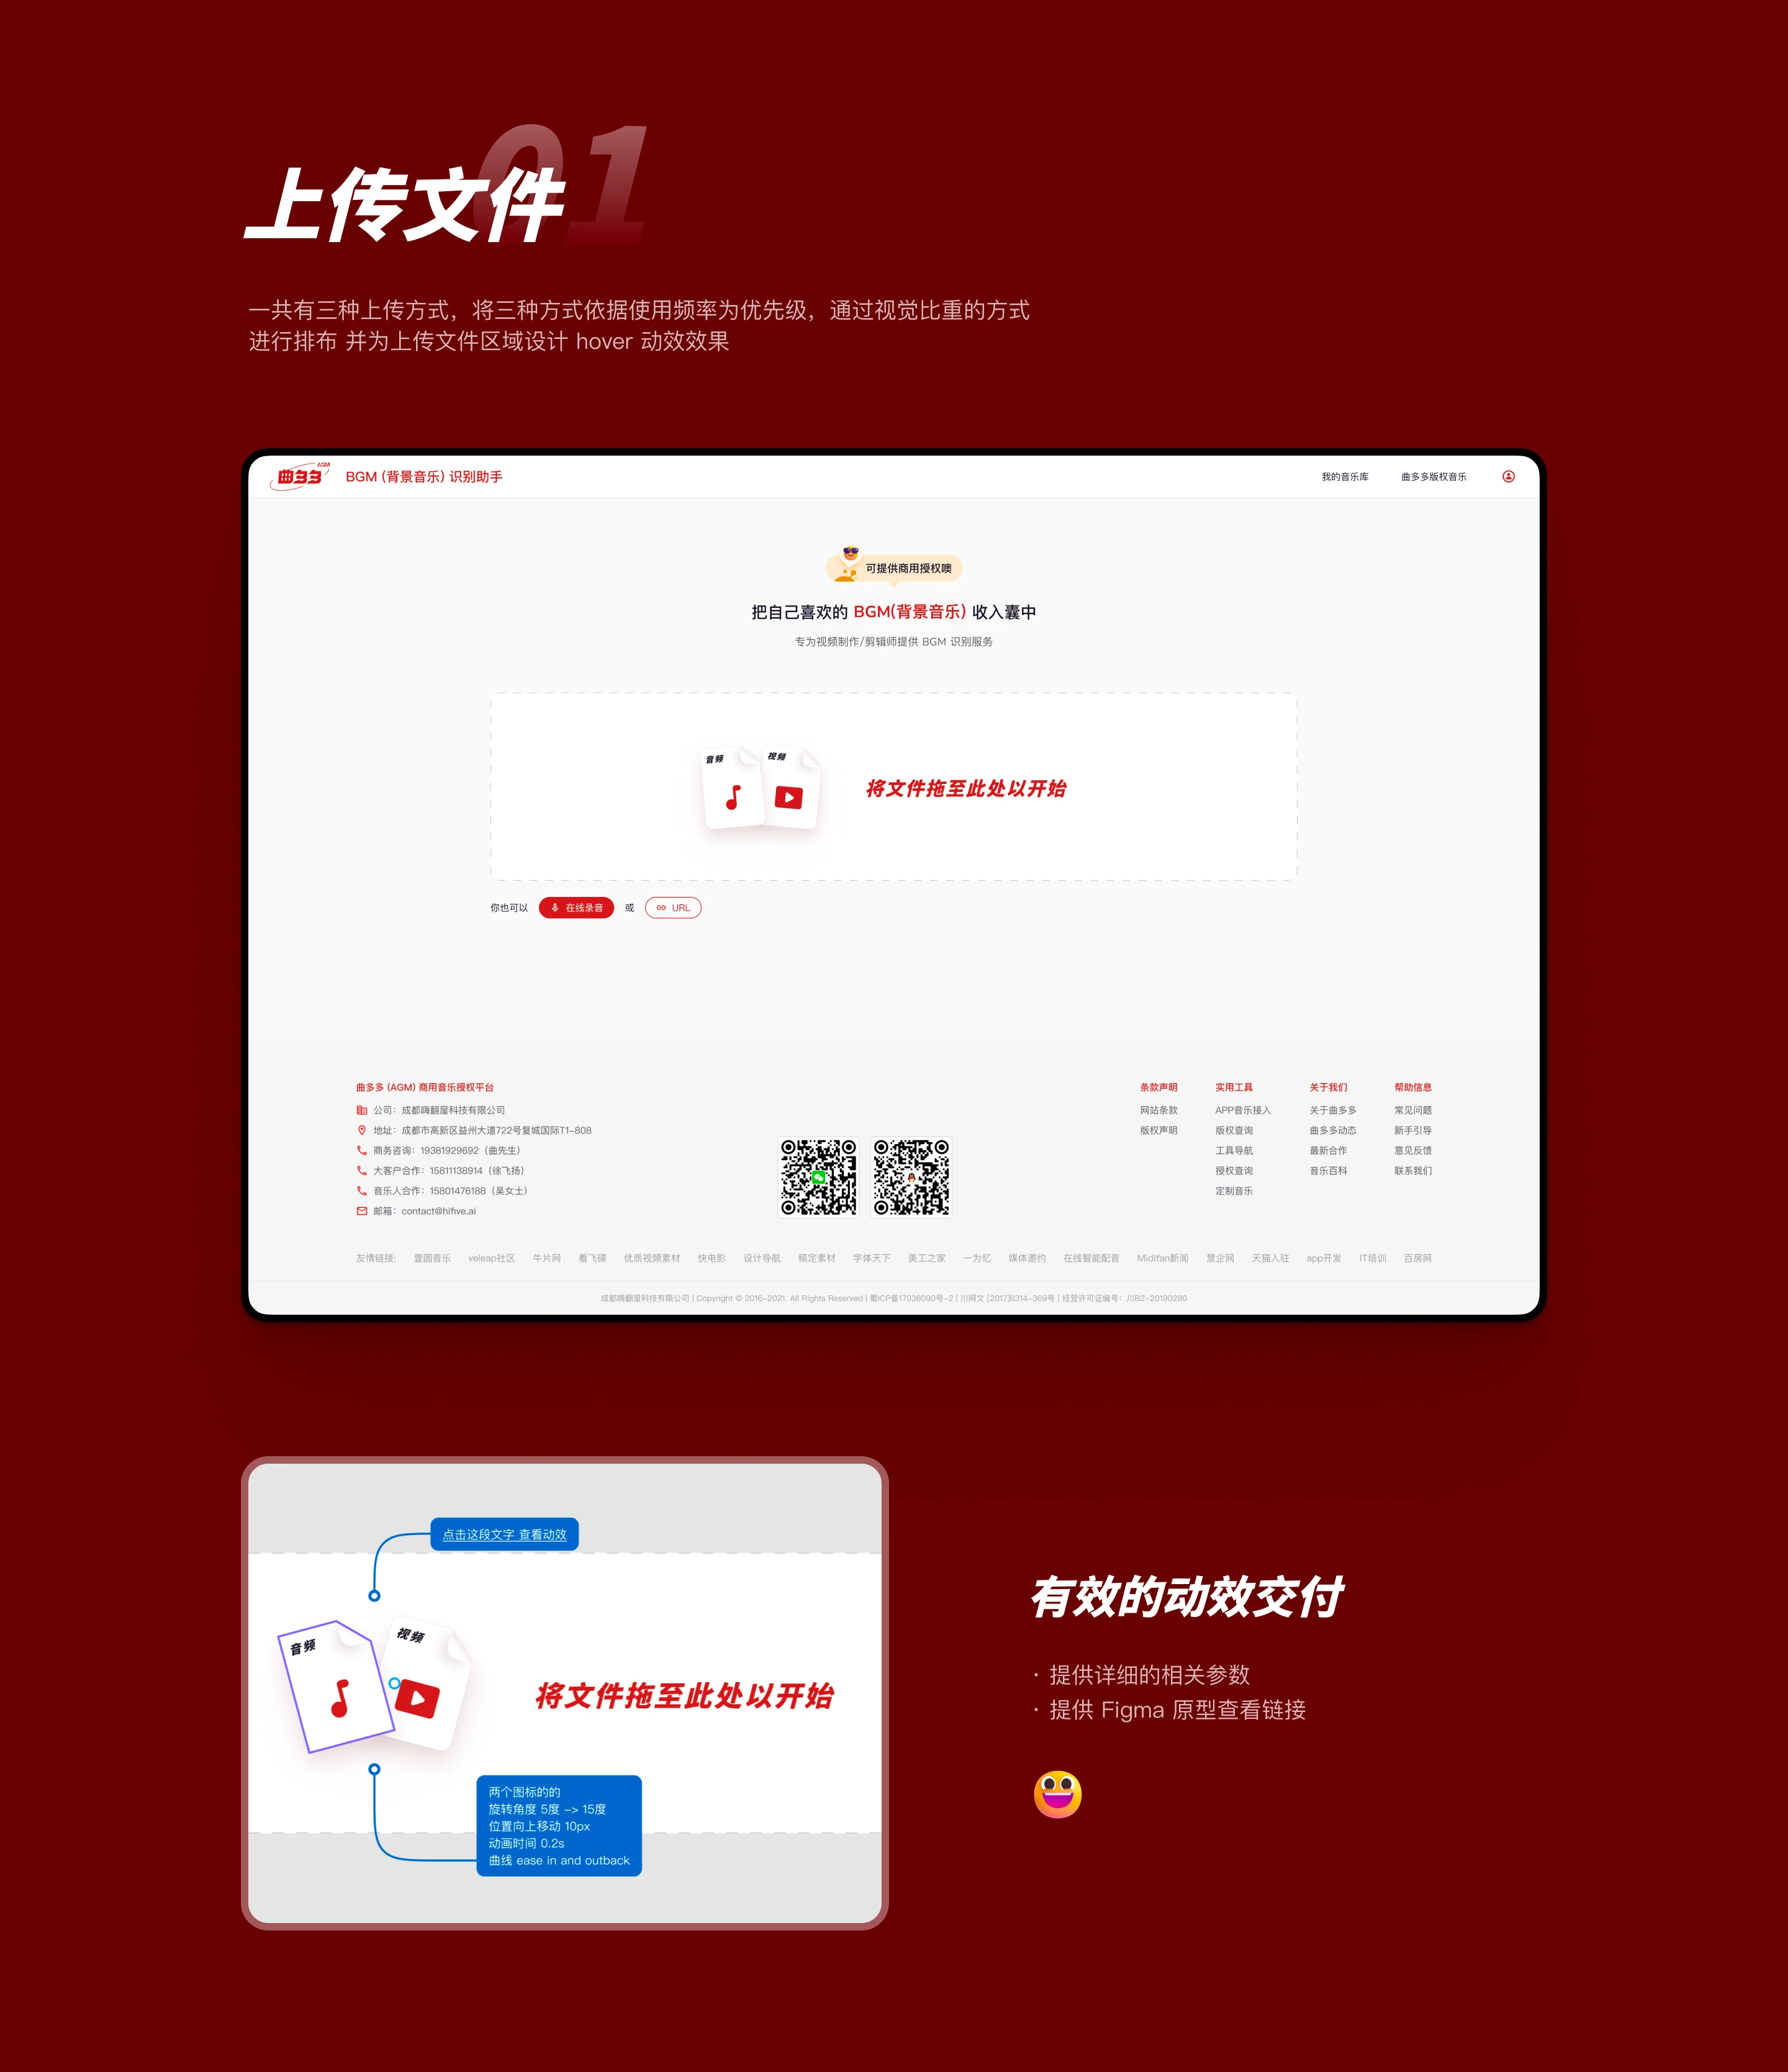 01
上传文件
一共有三种上传方式，将三种方式依据使用频率为优先级，通过视觉比重的方式
进行排布 并为上传文件区域设计 hover 动效效果
曲多多 AGM BGM (背景音乐) 识别助手 我的音乐库 曲多多版权音乐
可提供商用授权噢
把自己喜欢的 BGM(背景音乐) 收入囊中
专为视频制作/剪辑师提供 BGM 识别服务
音频 视频
将文件拖至此处以开始
你也可以 在线录音 或 URL
曲多多 (AGM) 商用音乐授权平台
公司：成都嗨翻屋科技有限公司
地址：成都市高新区益州大道722号复城国际T1-808
商务咨询：19381929692（曲先生）
大客户合作：15811138914（徐飞扬）
音乐人合作：15801476188（吴女士）
邮箱：contact@hifive.ai
条款声明
网站条款
版权声明
实用工具
APP音乐接入
版权查询
工具导航
授权查询
定制音乐
关于我们
关于曲多多
曲多多动态
最新合作
音乐百科
帮助信息
常见问题
新手引导
意见反馈
联系我们
友情链接: 壹圆音乐 veleap社区 牛片网 看飞碟 优质视频素材 快电影 设计导航 稿定素材 字体天下 美工之家 一为忆 媒体邀约 在线智能配音 Midifan新闻 慧企网 天猫入驻 app开发 IT培训 百房网
成都嗨翻屋科技有限公司 | Copyright © 2016-2021. All Rights Reserved | 蜀ICP备17036090号-2 | 川网文 [2017]8314-369号 | 经营许可证编号：川B2-20190280
点击这段文字 查看动效
音频 视频
将文件拖至此处以开始
两个图标的的
旋转角度 5度 -> 15度
位置向上移动 10px
动画时间 0.2s
曲线 ease in and outback
有效的动效交付
· 提供详细的相关参数
· 提供 Figma 原型查看链接